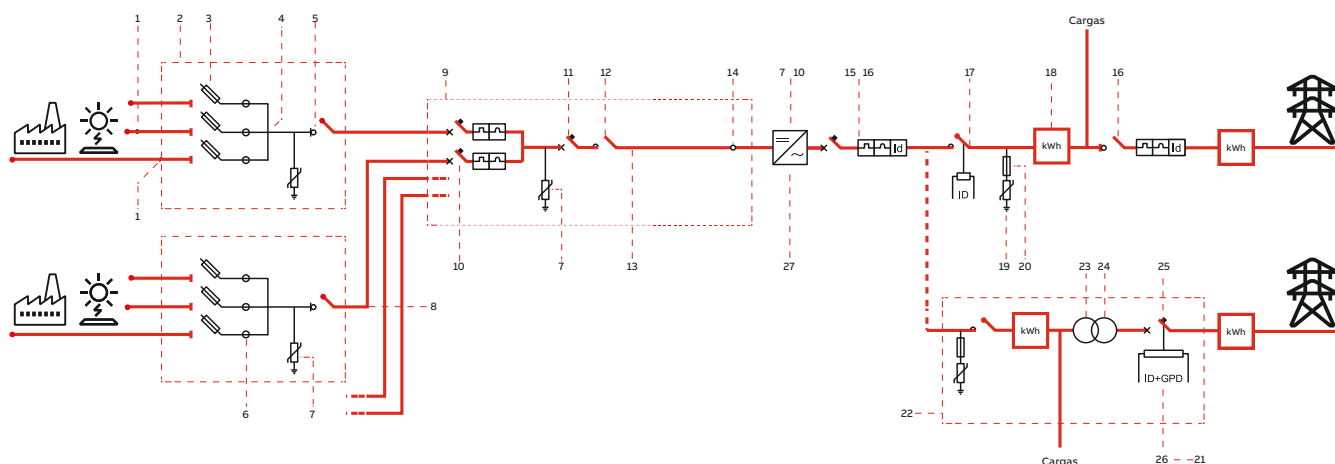 Cargas
1 2 3 4 5
9 11 12 14 7 10 15 16 17 18 16
Id kWh Id kWh
ID
1
10 7 13 27 19 20 23 24 25
8
kWh kWh
ID+GPD
6 7 22
Cargas 26 21